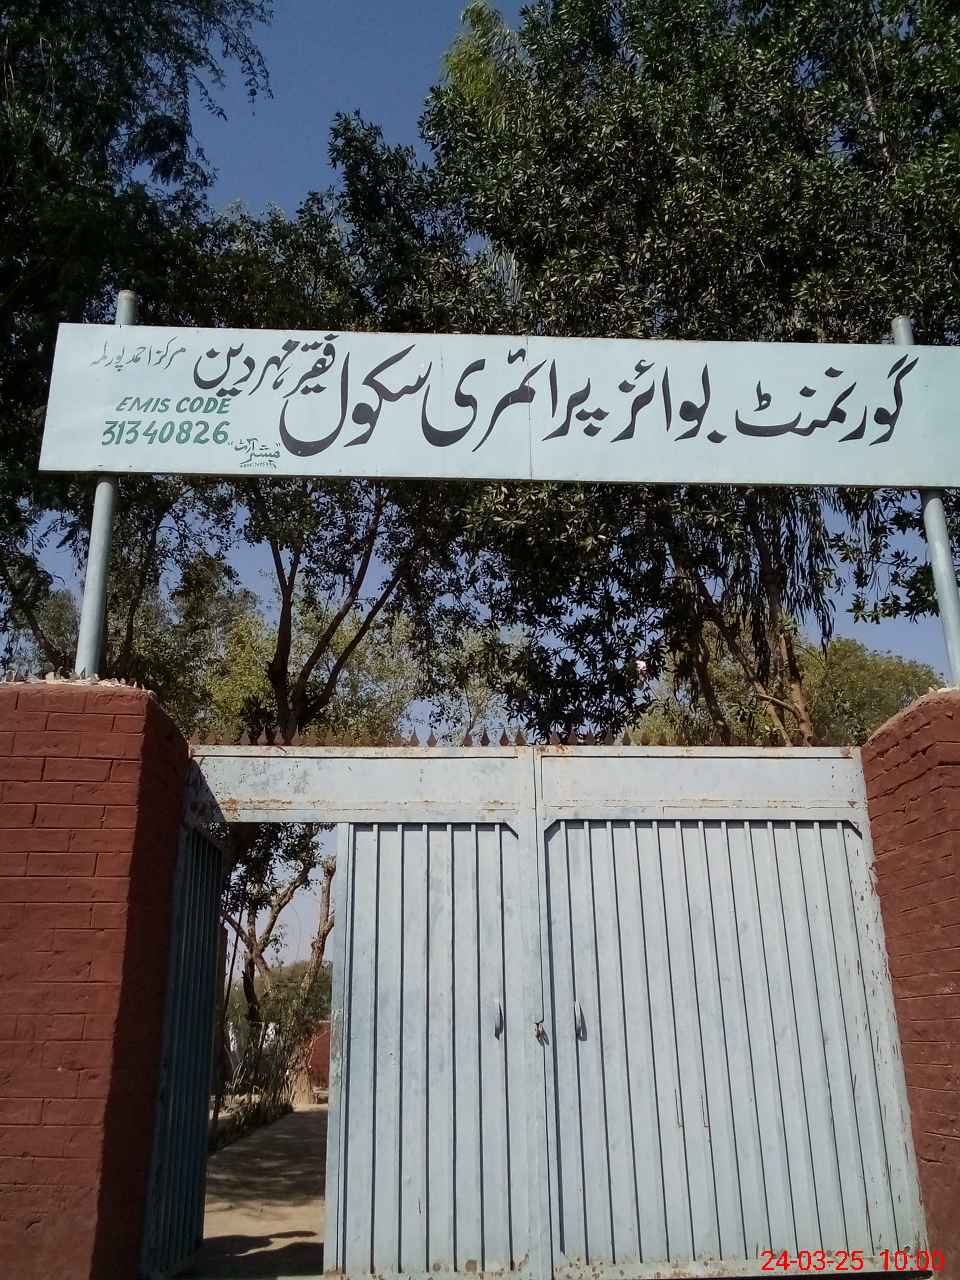 گورنمنٹ بوائز پرائمری سکول فقیر مہر دین مرکز احمد پور لمہ
EMIS CODE
31340826
24-03-25 10:00